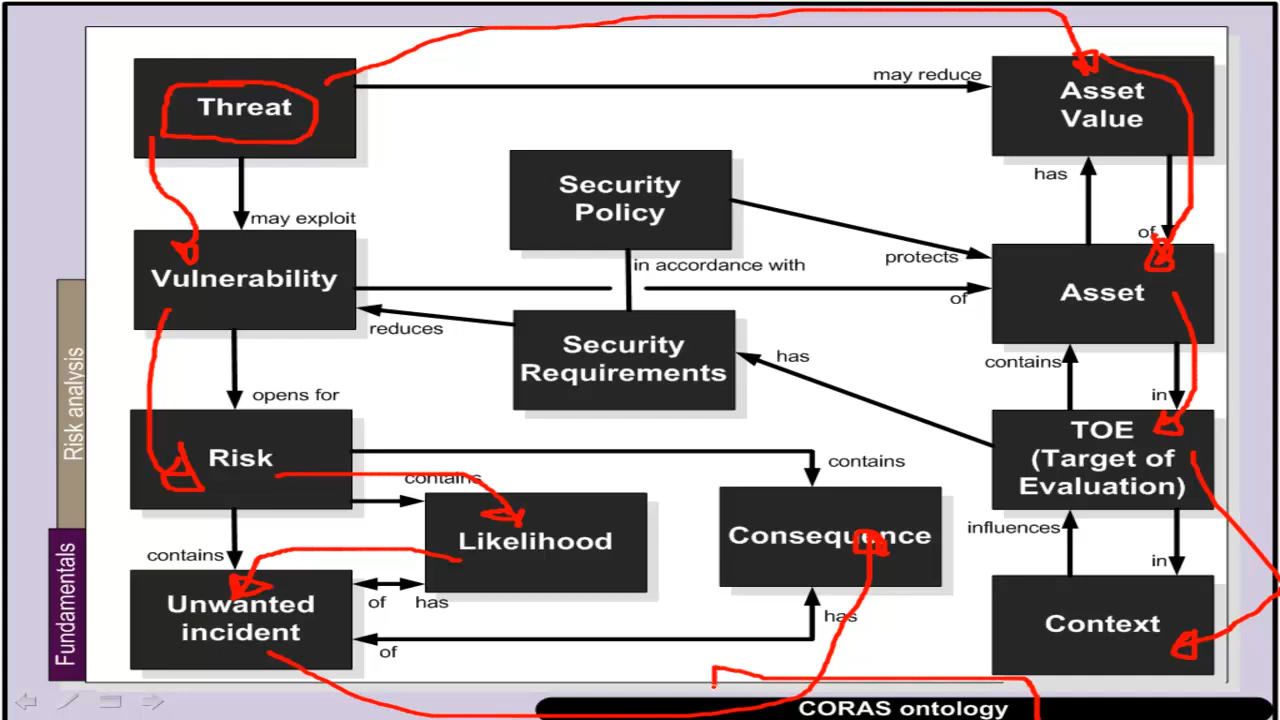 Threat
may reduce
Asset
Value
Security
Policy
has
may exploit
of
Vulnerability
in accordance with
protects
Asset
of
reduces
Security
Requirements
has
contains
in
opens for
Risk analysis
Risk
contains
contains
TOE
(Target of
Evaluation)
Likelihood
Consequence
influences
contains
in
of
has
Unwanted
incident
has
of
Context
Fundamentals
CORAS ontology